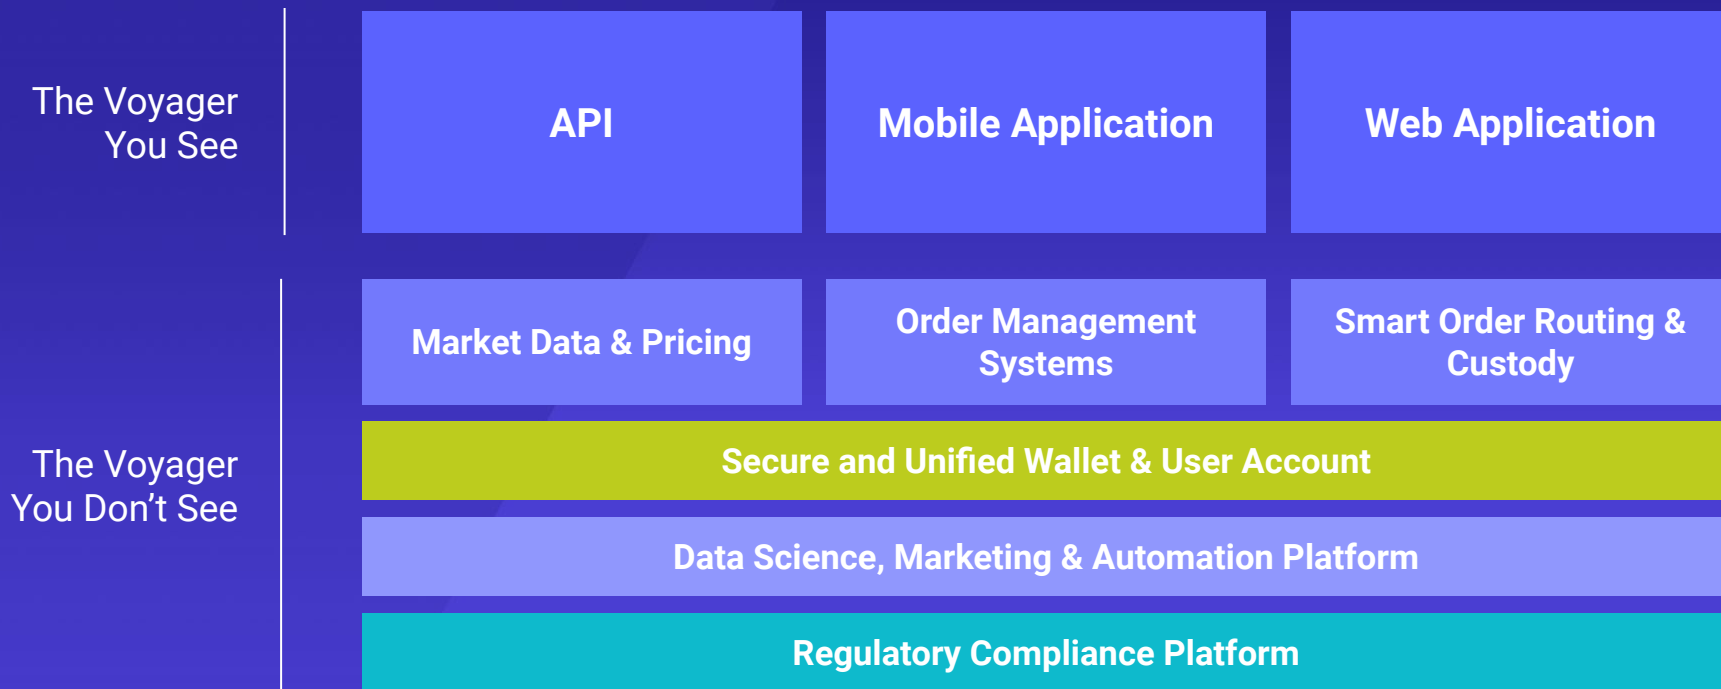 The Voyager
You See
API
Mobile Application
Web Application
The Voyager
You Don’t See
Market Data & Pricing
Order Management
Systems
Smart Order Routing &
Custody
Secure and Unified Wallet & User Account
Data Science, Marketing & Automation Platform
Regulatory Compliance Platform